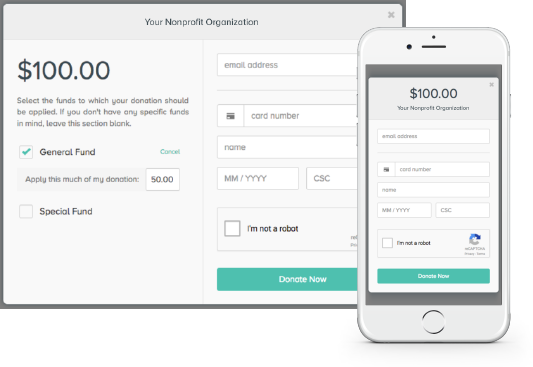 Your Nonprofit Organization
$100.00
Select the funds to which your donation should
be applied. If you don't have any specific funds
in mind, leave this section blank.
General Fund
Cancel
Apply this much of my donation:
50.00
Special Fund
email address
card number
name
MM / YYYY
CSC
I'm not a robot
Donate Now
$100.00
Your Nonprofit Organization
email address
card number
name
MM / YYYY
CSC
I'm not a robot
reCAPTCHA
Privacy - Terms
Donate Now